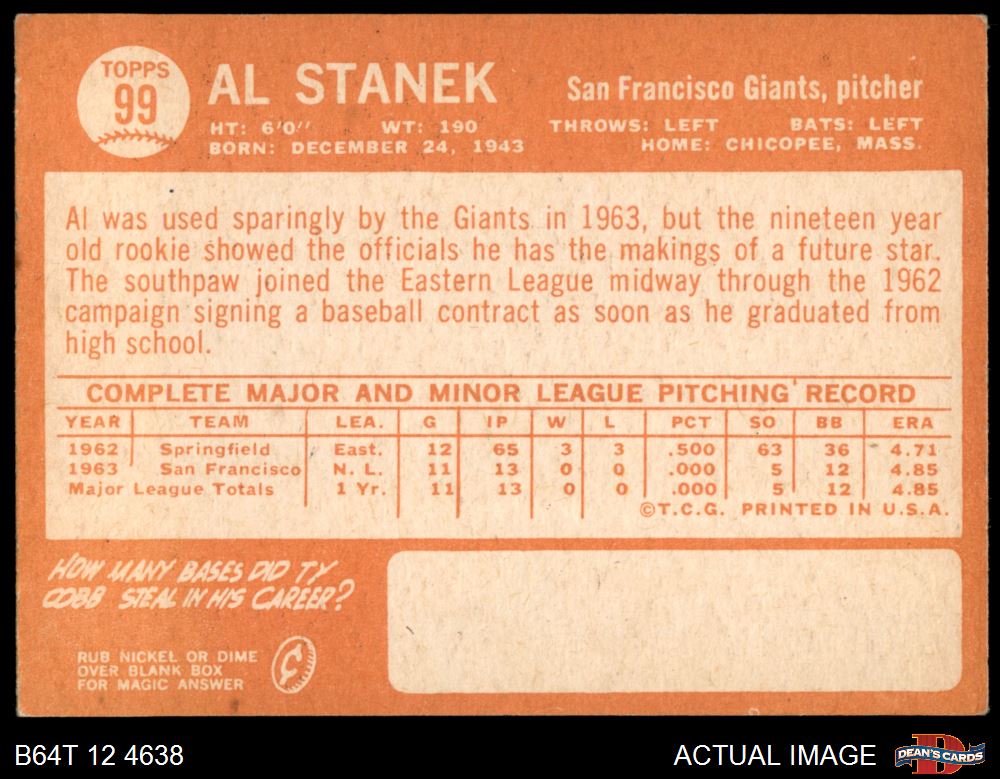 TOPPS
99
AL STANEK
San Francisco Giants, pitcher
HT: 6'0" WT: 190
THROWS: LEFT BATS: LEFT
BORN: DECEMBER 24, 1943
HOME: CHICOPEE, MASS.
Al was used sparingly by the Giants in 1963, but the nineteen year
old rookie showed the officials he has the makings of a future star.
The southpaw joined the Eastern League midway through the 1962
campaign signing a baseball contract as soon as he graduated from
high school.
COMPLETE MAJOR AND MINOR LEAGUE PITCHING RECORD
YEAR TEAM LEA. G IP W L PCT SO BB ERA
1962 Springfield East. 12 65 3 3 .500 63 36 4.71
1963 San Francisco N. L. 11 13 0 0 .000 5 12 4.85
Major League Totals 1 Yr. 11 13 0 0 .000 5 12 4.85
©T.C.G. PRINTED IN U.S.A.
HOW MANY BASES DID TY
COBB STEAL IN HIS CAREER?
RUB NICKEL OR DIME
OVER BLANK BOX
FOR MAGIC ANSWER
¢
B64T 12 4638
ACTUAL IMAGE
D
DEAN'S CARDS